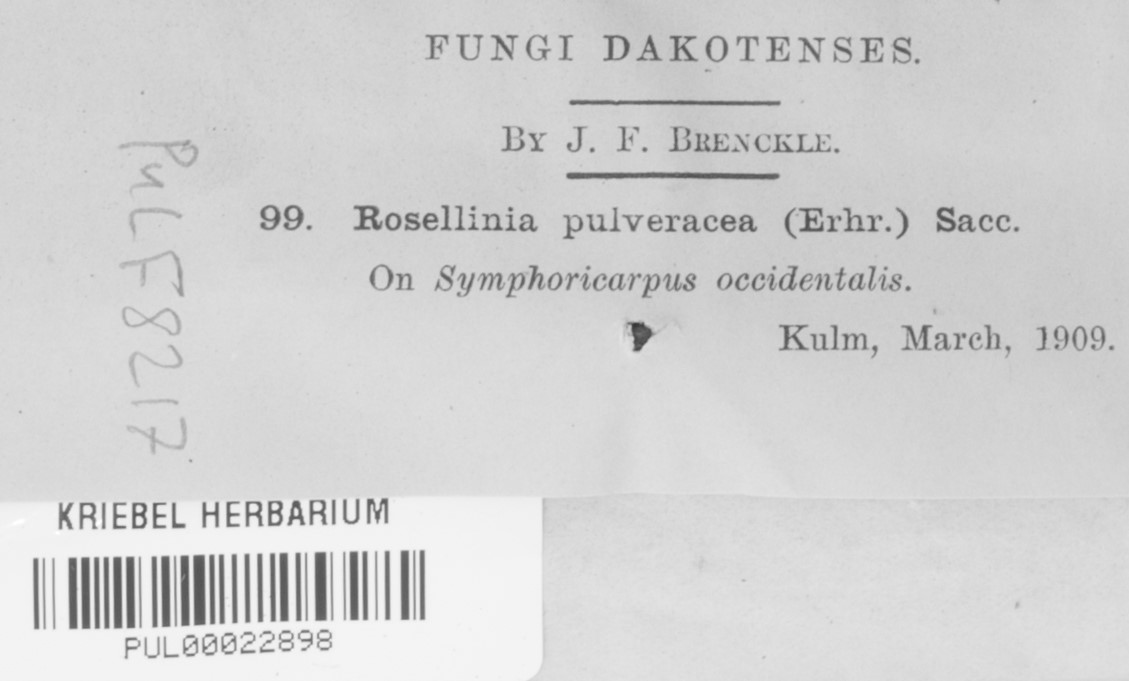 FUNGI DAKOTENSES.
BY J. F. BRENCKLE.
99. Rosellinia pulveracea (Erhr.) Sacc.
On Symphoricarpus occidentalis.
Kulm, March, 1909.
PUL F8217
KRIEBEL HERBARIUM
PUL00022898